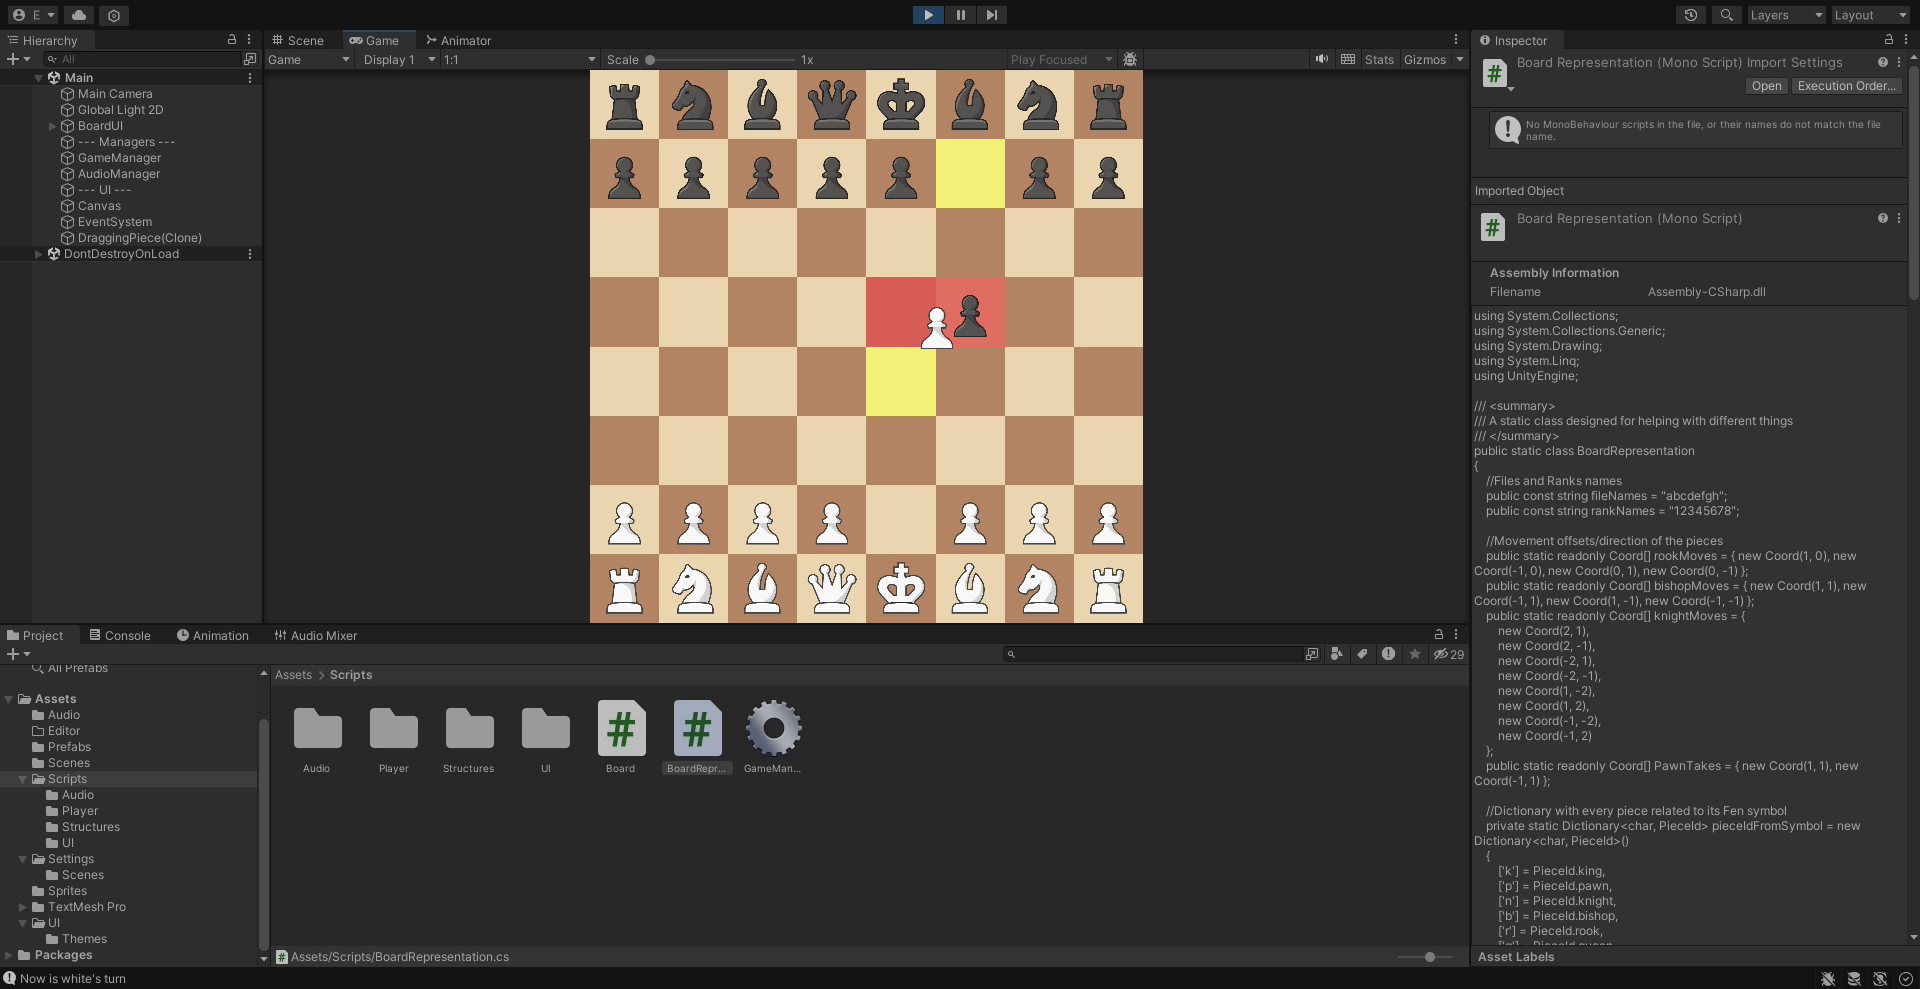 E
Layers
Layout
Hierarchy
All
Main
Main Camera
Global Light 2D
BoardUI
--- Managers ---
GameManager
AudioManager
--- UI ---
Canvas
EventSystem
DraggingPiece(Clone)
DontDestroyOnLoad
Scene
Game
Animator
Game
Display 1
1:1
Scale
1x
Play Focused
Stats
Gizmos
Inspector
Board Representation (Mono Script) Import Settings
Open
Execution Order...
No MonoBehaviour scripts in the file, or their names do not match the file
name.
Imported Object
Board Representation (Mono Script)
Assembly Information
Filename
Assembly-CSharp.dll
using System.Collections;
using System.Collections.Generic;
using System.Drawing;
using System.Linq;
using UnityEngine;
/// <summary>
/// A static class designed for helping with different things
/// </summary>
public static class BoardRepresentation
{
//Files and Ranks names
public const string fileNames = "abcdefgh";
public const string rankNames = "12345678";
//Movement offsets/direction of the pieces
public static readonly Coord[] rookMoves = { new Coord(1, 0), new
Coord(-1, 0), new Coord(0, 1), new Coord(0, -1) };
public static readonly Coord[] bishopMoves = { new Coord(1, 1), new
Coord(-1, 1), new Coord(1, -1), new Coord(-1, -1) };
public static readonly Coord[] knightMoves = {
new Coord(2, 1),
new Coord(2, -1),
new Coord(-2, 1),
new Coord(-2, -1),
new Coord(1, -2),
new Coord(1, 2),
new Coord(-1, -2),
new Coord(-1, 2)
};
public static readonly Coord[] PawnTakes = { new Coord(1, 1), new
Coord(-1, 1) };
//Dictionary with every piece related to its Fen symbol
private static Dictionary<char, PieceId> pieceIdFromSymbol = new
Dictionary<char, PieceId>()
{
['k'] = PieceId.king,
['p'] = PieceId.pawn,
['n'] = PieceId.knight,
['b'] = PieceId.bishop,
['r'] = PieceId.rook,
['q'] = PieceId.queen,
Asset Labels
Project
Console
Animation
Audio Mixer
29
All Prefabs
Assets
Audio
Editor
Prefabs
Scenes
Scripts
Audio
Player
Structures
UI
Settings
Scenes
Sprites
TextMesh Pro
UI
Themes
Packages
Assets > Scripts
Audio
Player
Structures
UI
Board
BoardRepr...
GameMan...
Assets/Scripts/BoardRepresentation.cs
Now is white's turn